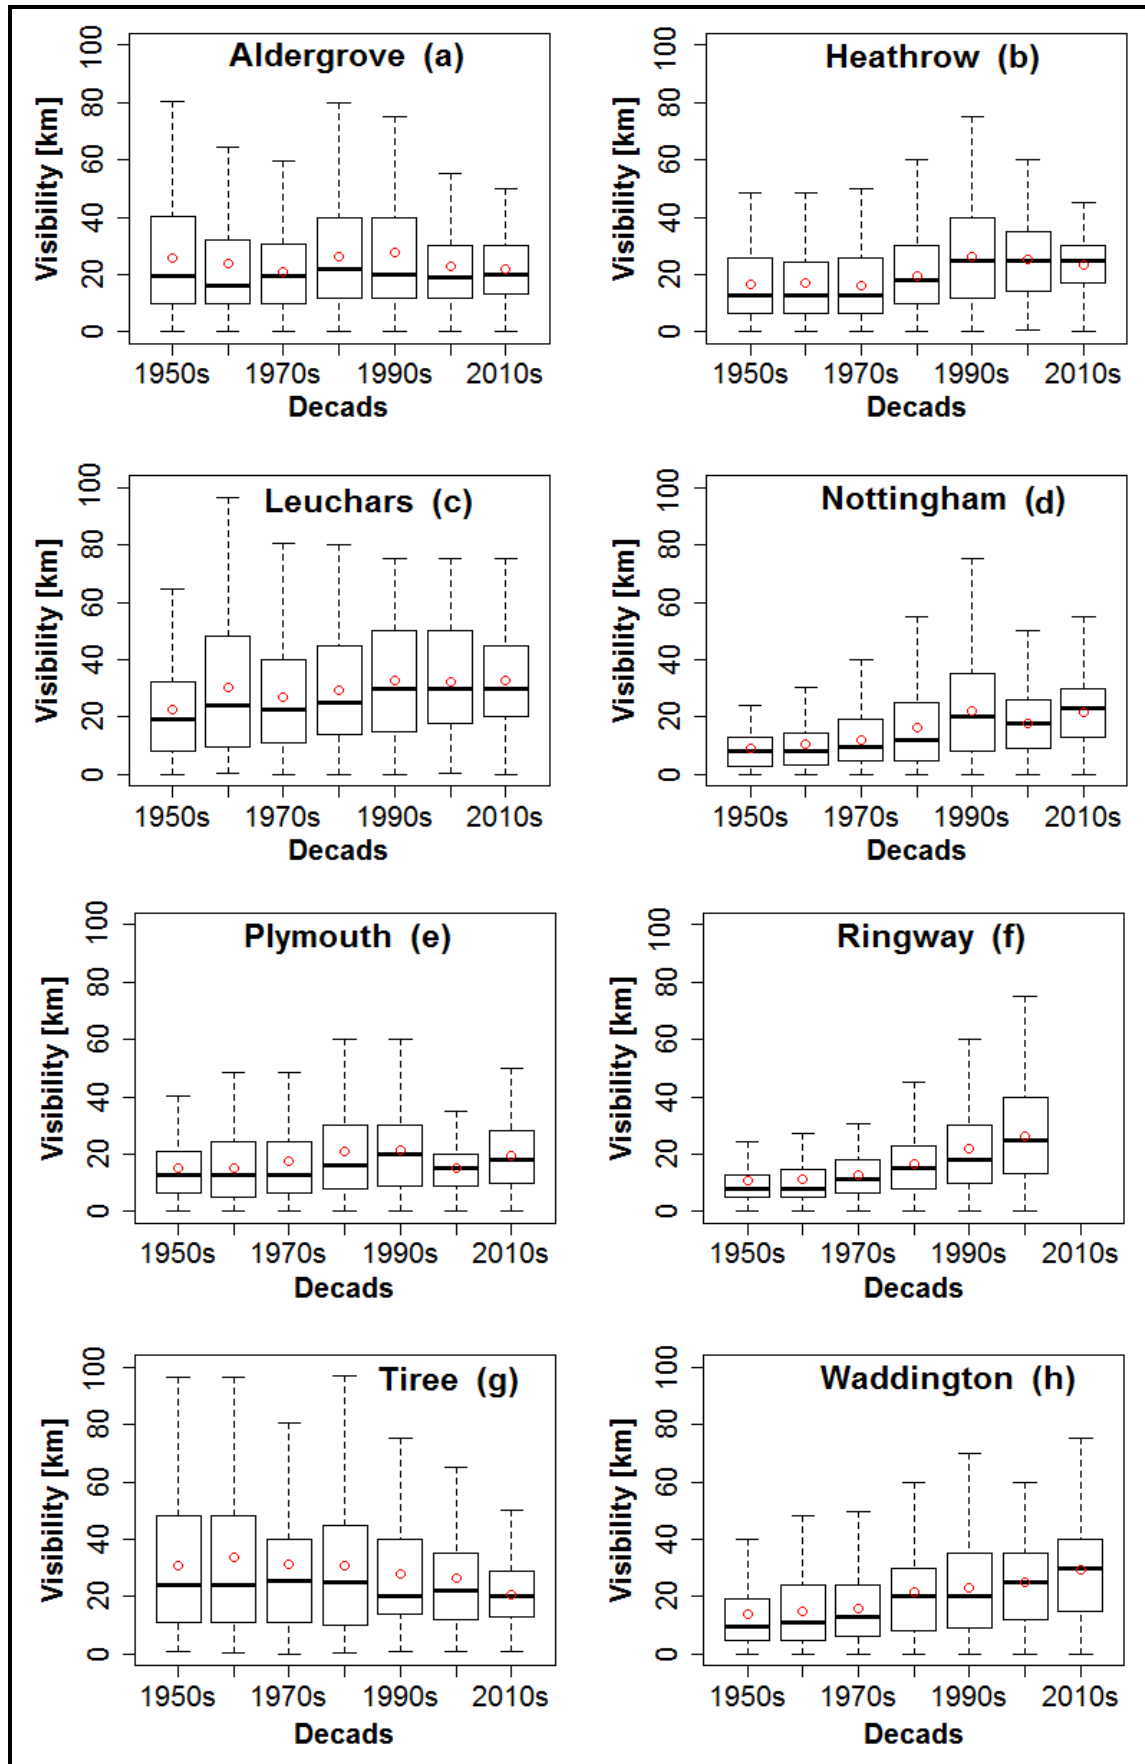 Aldergrove (a)
Visibility [km]
0 20 40 60 80 100
1950s 1970s 1990s 2010s
Decads
Heathrow (b)
Visibility [km]
0 20 40 60 80 100
1950s 1970s 1990s 2010s
Decads
Leuchars (c)
Visibility [km]
0 20 40 60 80 100
1950s 1970s 1990s 2010s
Decads
Nottingham (d)
Visibility [km]
0 20 40 60 80 100
1950s 1970s 1990s 2010s
Decads
Plymouth (e)
Visibility [km]
0 20 40 60 80 100
1950s 1970s 1990s 2010s
Decads
Ringway (f)
Visibility [km]
0 20 40 60 80 100
1950s 1970s 1990s 2010s
Decads
Tiree (g)
Visibility [km]
0 20 40 60 80 100
1950s 1970s 1990s 2010s
Decads
Waddington (h)
Visibility [km]
0 20 40 60 80 100
1950s 1970s 1990s 2010s
Decads